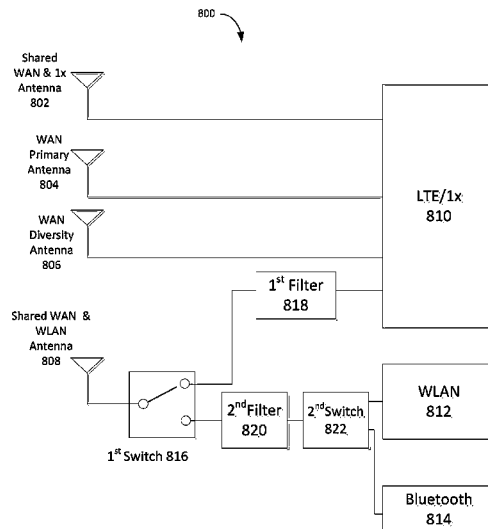 800
Shared
WAN & 1x
Antenna
802
WAN
Primary
Antenna
804
WAN
Diversity
Antenna
806
LTE/1x
810
1st Filter
818
Shared WAN &
WLAN
Antenna
808
1st Switch 816
2nd Filter
820
2nd Switch
822
WLAN
812
Bluetooth
814